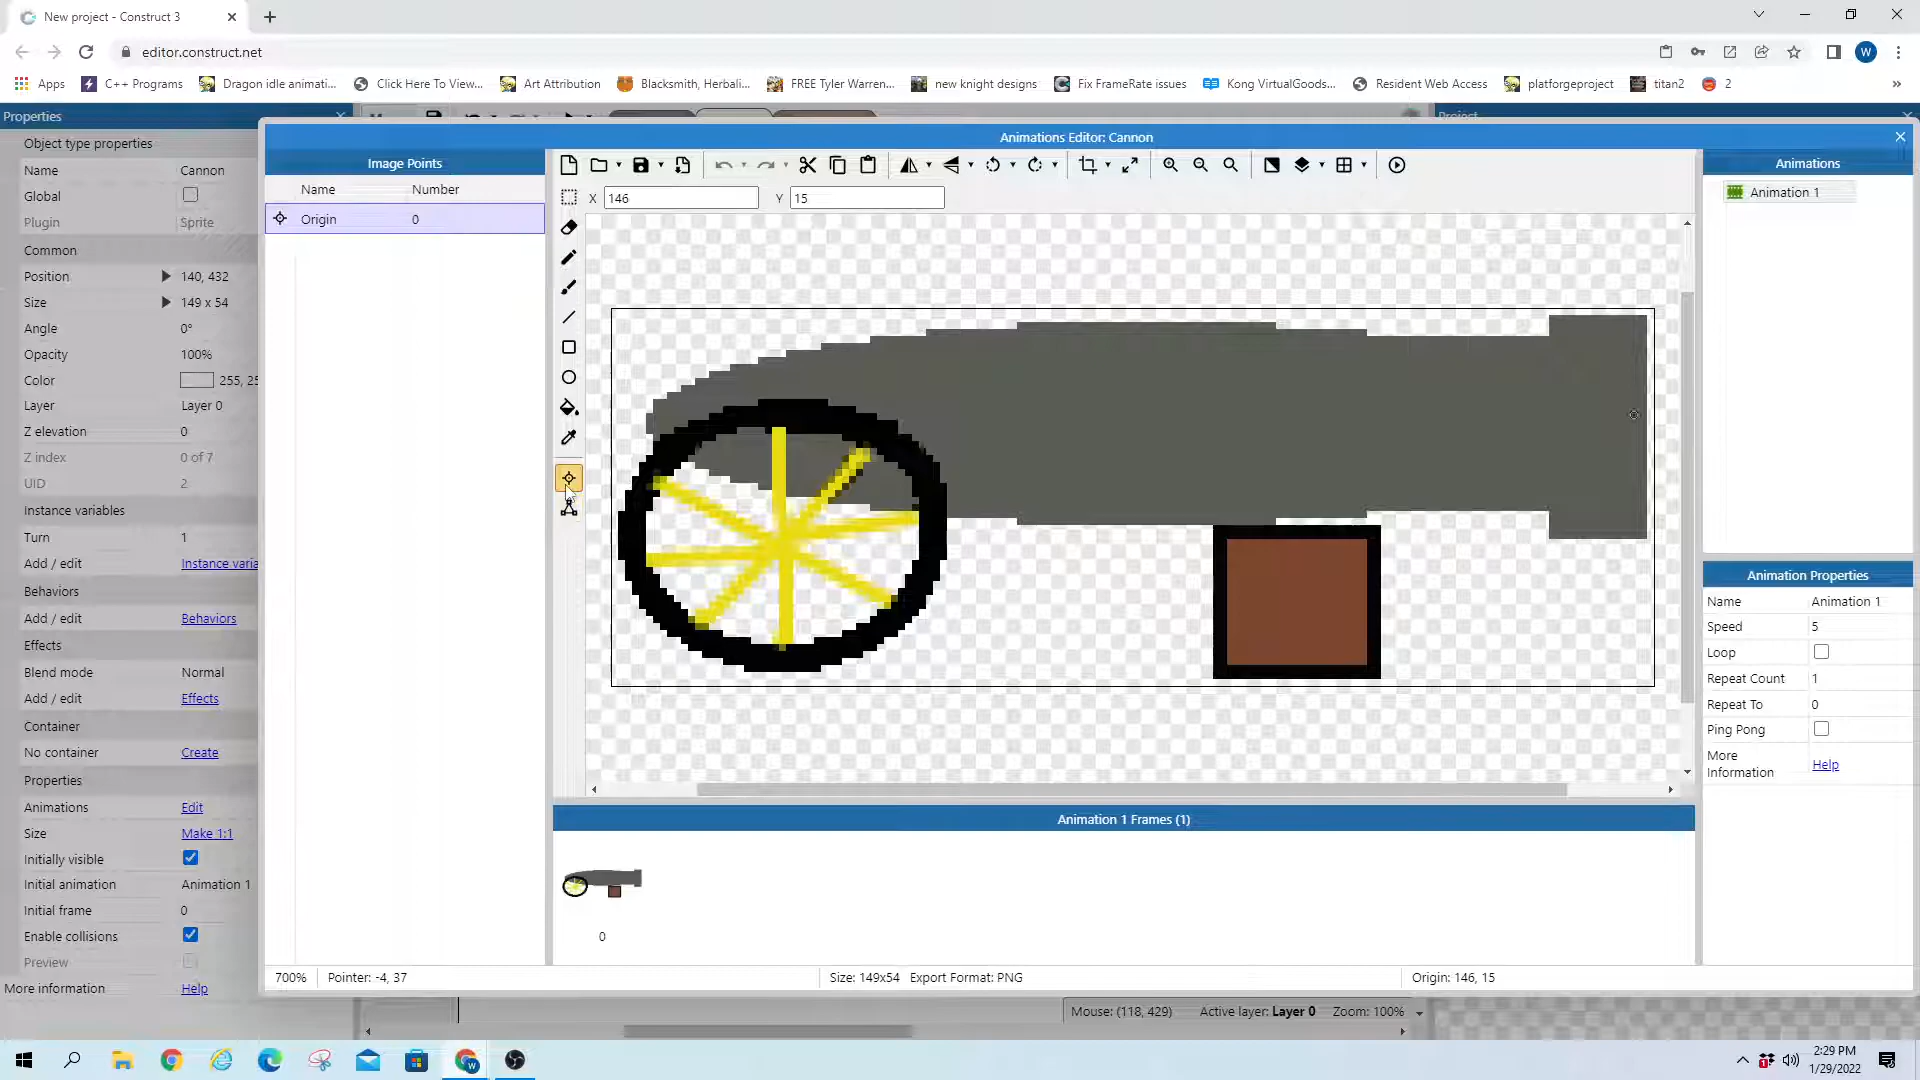 New project - Construct 3
editor.construct.net
W
Apps
C++ Programs
Dragon idle animati...
Click Here To View...
Art Attribution
Blacksmith, Herbali...
FREE Tyler Warren...
new knight designs
Fix FrameRate issues
Kong VirtualGoods...
Resident Web Access
platforgeproject
titan2
2
»
Properties
Project
Animations Editor: Cannon
Object type properties
Name Cannon
Global
Plugin Sprite
Common
Position 140, 432
Size 149 x 54
Angle 0°
Opacity 100%
Color 255, 25
Layer Layer 0
Z elevation 0
Z index 0 of 7
UID 2
Instance variables
Turn 1
Add / edit Instance varia
Behaviors
Add / edit Behaviors
Effects
Blend mode Normal
Add / edit Effects
Container
No container Create
Properties
Animations Edit
Size Make 1:1
Initially visible
Initial animation Animation 1
Initial frame 0
Enable collisions
Preview
More information Help
Image Points
Name Number
Origin 0
X 146 Y 15
Animations
Animation 1
Animation Properties
Name Animation 1
Speed 5
Loop
Repeat Count 1
Repeat To 0
Ping Pong
More Information Help
Animation 1 Frames (1)
0
700% Pointer: -4, 37
Size: 149x54 Export Format: PNG
Origin: 146, 15
Mouse: (118, 429) Active layer: Layer 0 Zoom: 100%
W
2:29 PM
1/29/2022